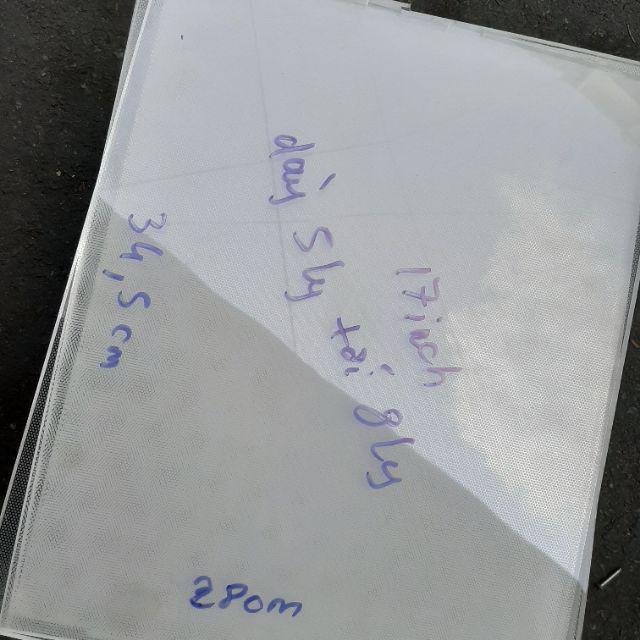 17inch
dày 5ly tới 8ly
34,5cm
28cm